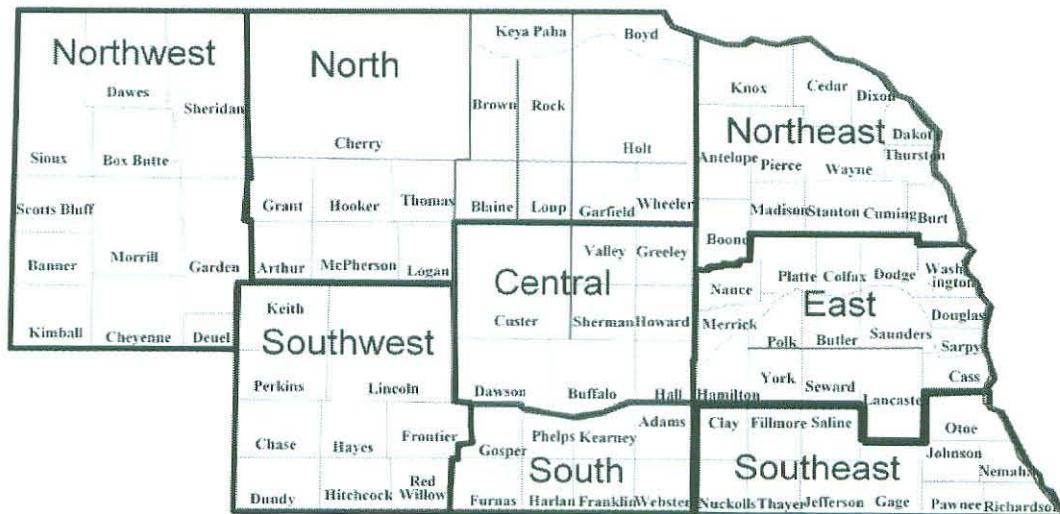 Northwest
Dawes
Sheridan
Sioux
Box Butte
Scotts Bluff
Banner
Morrill
Garden
Kimball
Cheyenne
Deuel
North
Keya Paha
Boyd
Brown
Rock
Cherry
Holt
Grant
Hooker
Thomas
Blaine
Loup
Garfield
Wheeler
Arthur
McPherson
Logan
Northeast
Knox
Cedar
Dixon
Dakot
Thurston
Antelope
Pierce
Wayne
Madison
Stanton
Cuming
Burt
Boone
Central
Valley
Greeley
Custer
Sherman
Howard
Dawson
Buffalo
Hall
East
Nance
Platte
Colfax
Dodge
Wash
ington
Merrick
Douglas
Polk
Butler
Saunders
Sarpy
York
Seward
Cass
Hamilton
Lancaste
Southwest
Keith
Perkins
Lincoln
Chase
Hayes
Frontier
Dundy
Hitchcock
Red
Willow
South
Gosper
Phelps
Kearney
Adams
Furnas
Harlan
Franklin
Webster
Southeast
Clay
Fillmore
Saline
Otoe
Johnson
Nemaha
Nuckolls
Thayer
Jefferson
Gage
Pawnee
Richardson